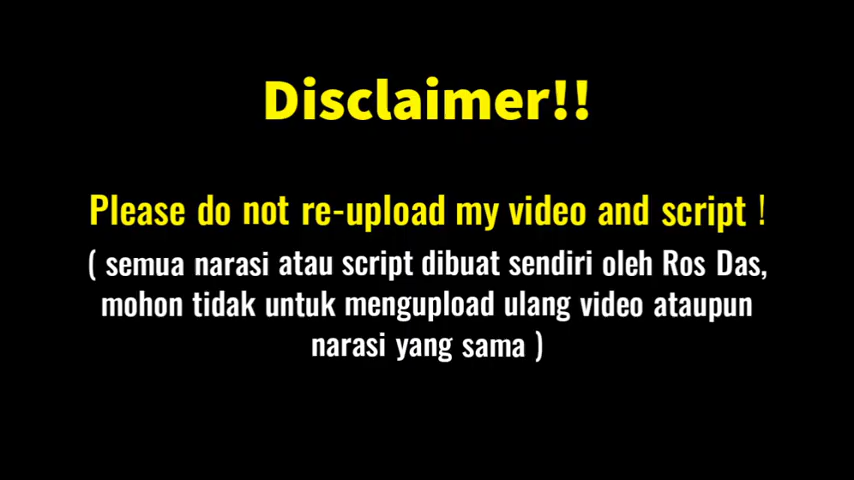 Disclaimer!!
Please do not re-upload my video and script !
( semua narasi atau script dibuat sendiri oleh Ros Das,
mohon tidak untuk mengupload ulang video ataupun
narasi yang sama )